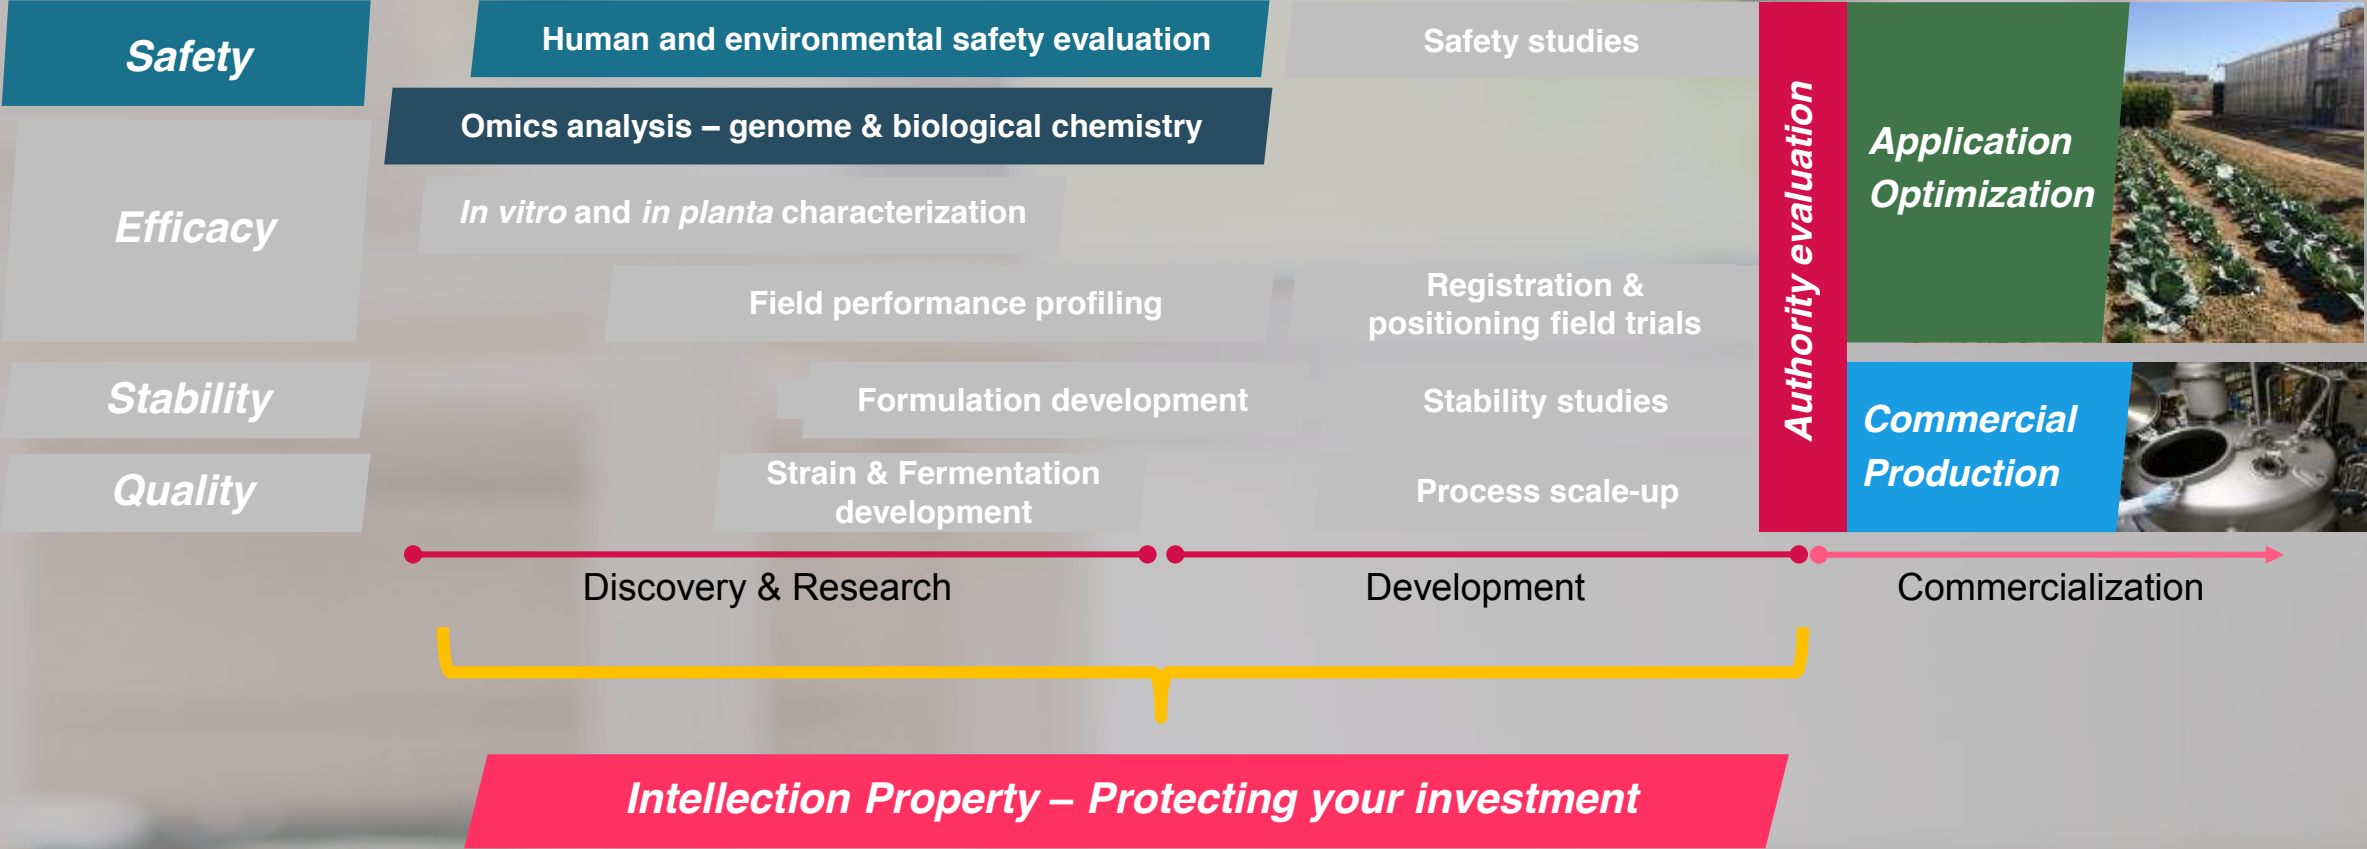 Safety
Human and environmental safety evaluation
Safety studies
Omics analysis – genome & biological chemistry
Efficacy
In vitro and in planta characterization
Field performance profiling
Registration &
positioning field trials
Stability
Formulation development
Stability studies
Quality
Strain & Fermentation
development
Process scale-up
Authority evaluation
Application
Optimization
Commercial
Production
Discovery & Research
Development
Commercialization
Intellection Property – Protecting your investment